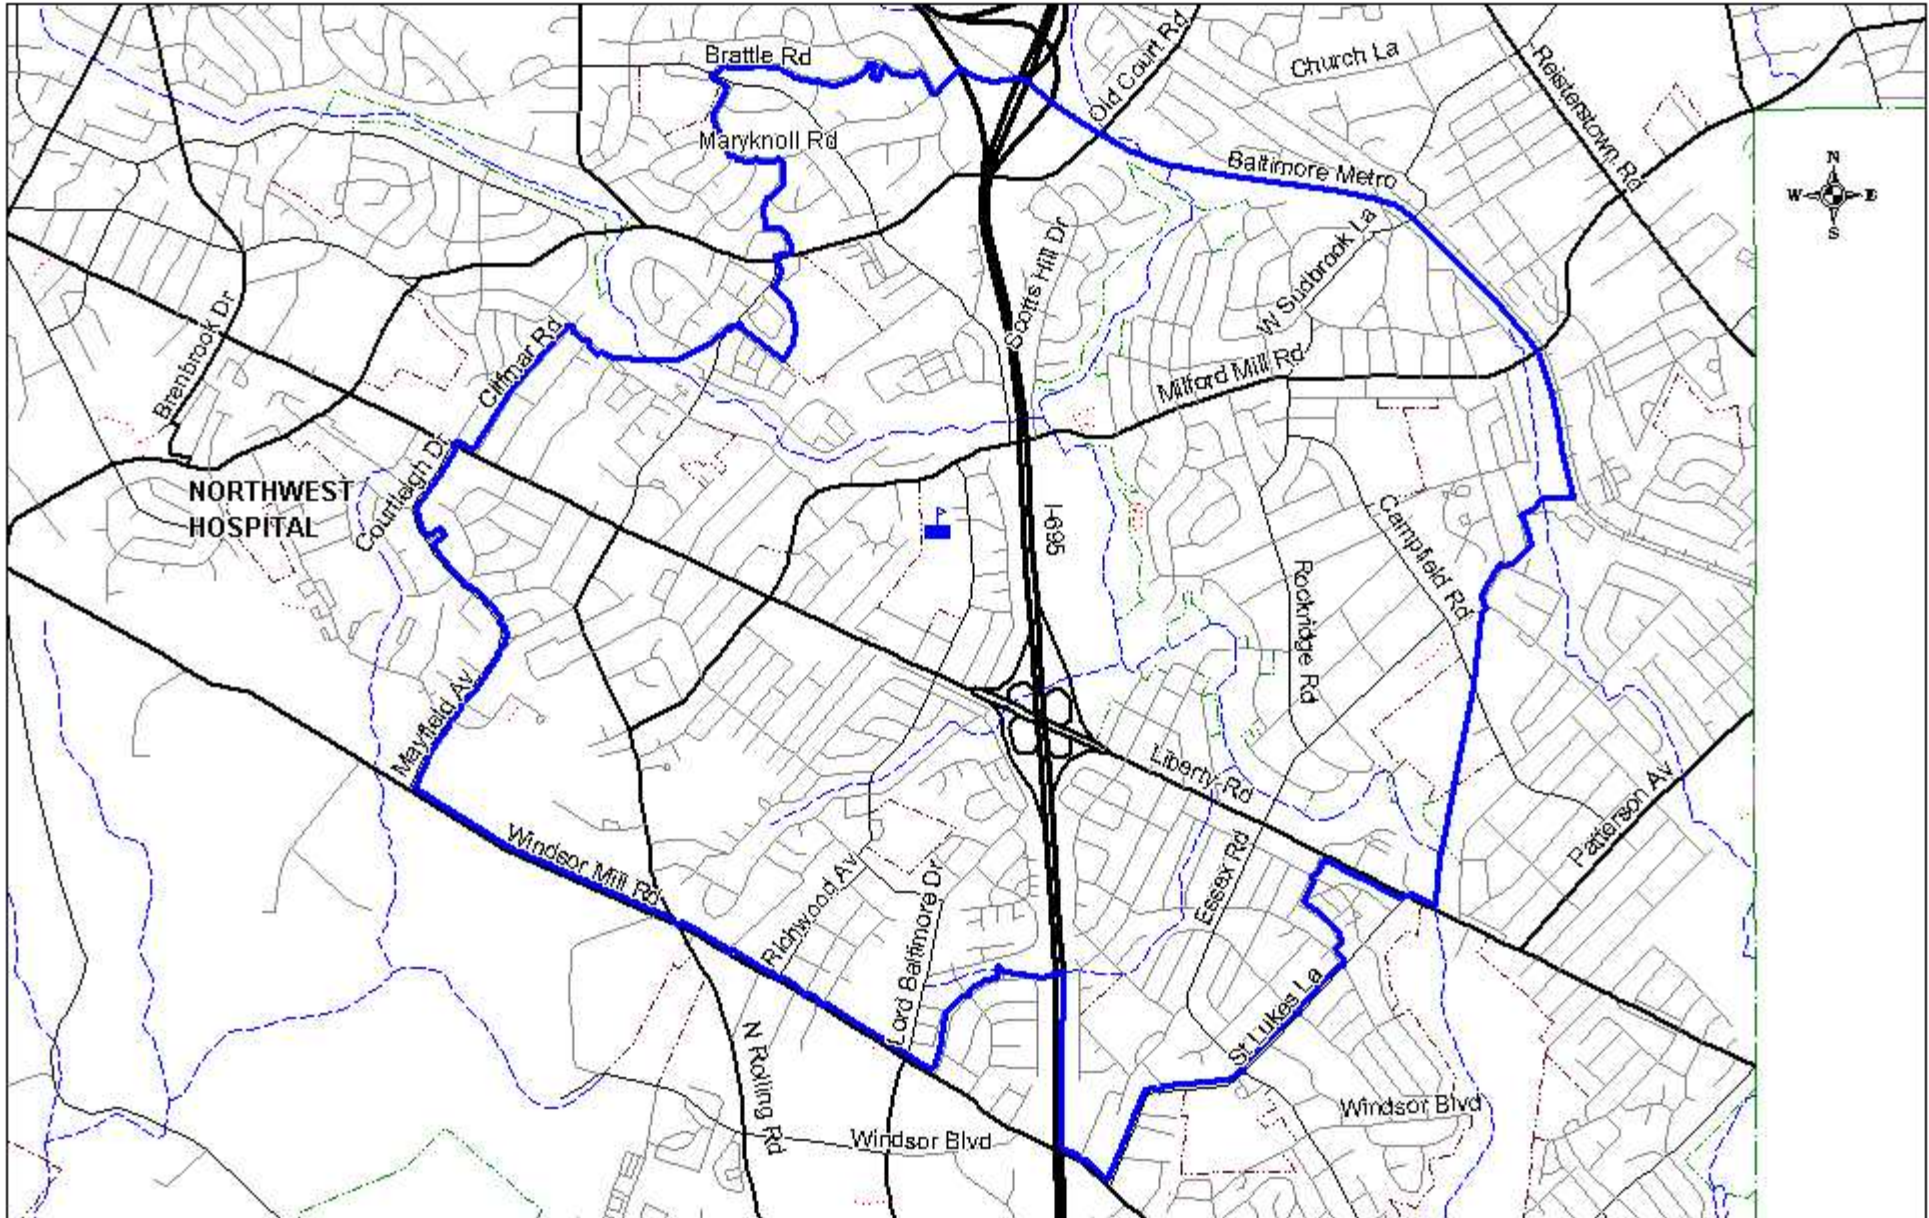 Brattle Rd
Church La
Old Court Rd
Reisterstown Rd
Maryknoll Rd
Baltimore Metro
N
W
E
S
Scotts Hill Dr
W Sudbrook La
Brenbrook Dr
Cliffmar Rd
Milford Mill Rd
NORTHWEST
HOSPITAL
Courtleigh Dr
I-695
Campfield Rd
Rockridge Rd
Mayfield Av
Liberty Rd
Patterson Av
Windsor Mill Rd
Richwood Av
Lord Baltimore Dr
Essex Rd
St Lukes La
N Rolling Rd
Windsor Blvd
Windsor Blvd